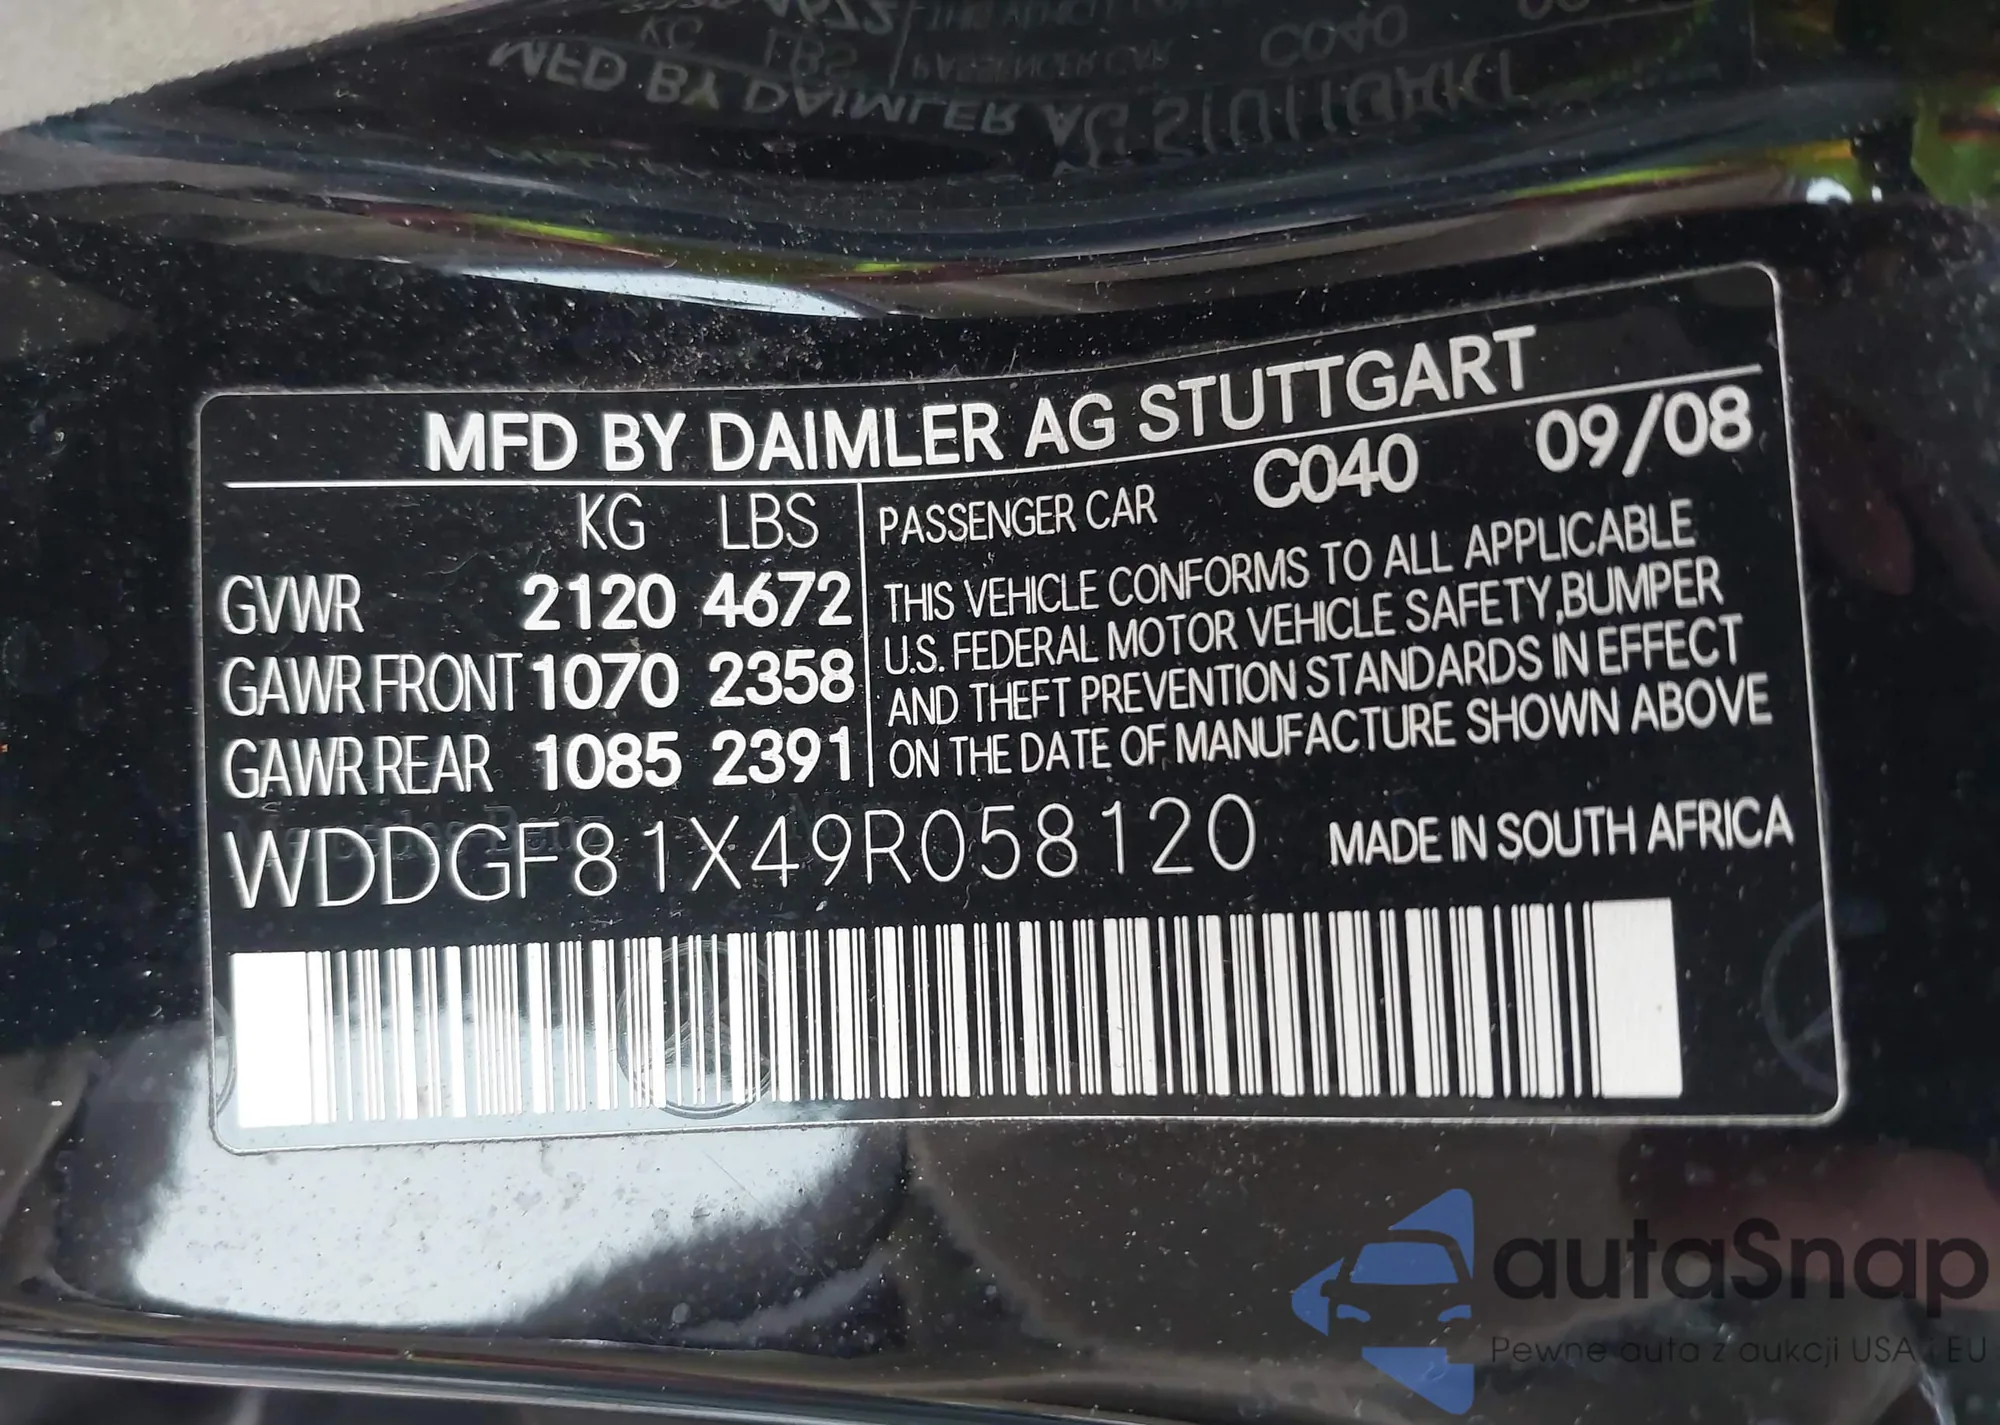 MFD BY DAIMLER AG STUTTGART
C040 09/08
KG LBS
PASSENGER CAR
GVWR 2120 4672
GAWR FRONT 1070 2358
GAWR REAR 1085 2391
THIS VEHICLE CONFORMS TO ALL APPLICABLE
U.S. FEDERAL MOTOR VEHICLE SAFETY,BUMPER
AND THEFT PREVENTION STANDARDS IN EFFECT
ON THE DATE OF MANUFACTURE SHOWN ABOVE
WDDGF81X49R058120 MADE IN SOUTH AFRICA
autaSnap
Pewne auta z aukcji USA i EU